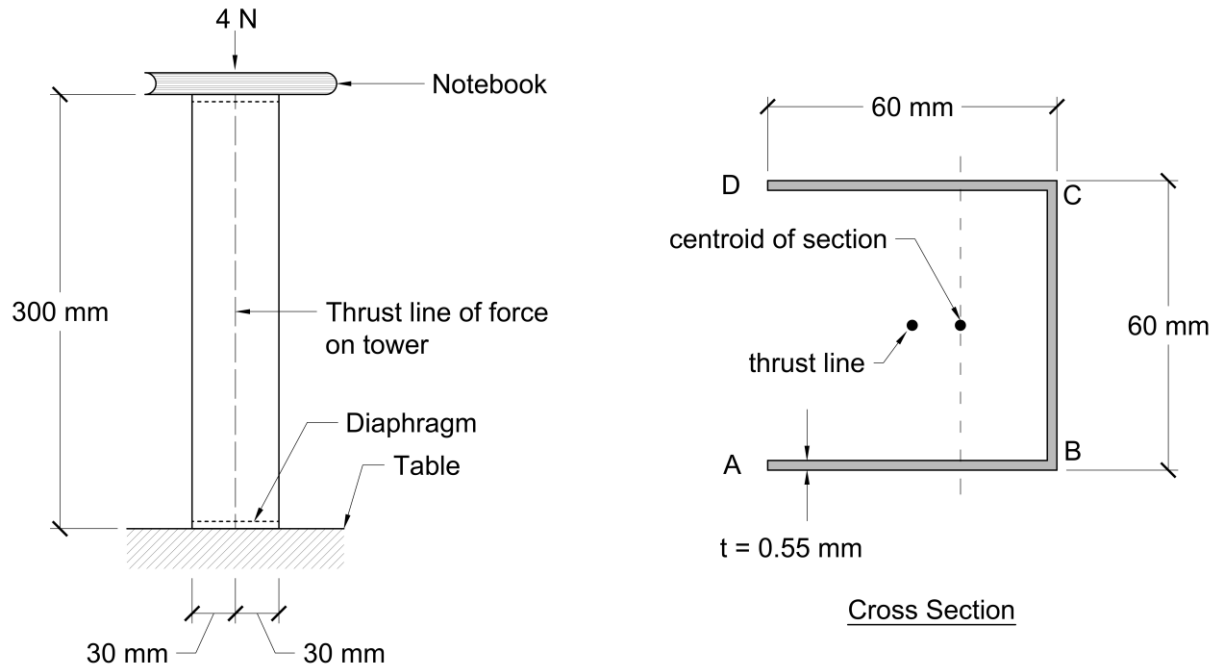 4 N
Notebook
300 mm
Thrust line of force
on tower
Diaphragm
Table
30 mm
30 mm
60 mm
D
C
centroid of section
thrust line
60 mm
A
B
t = 0.55 mm
Cross Section